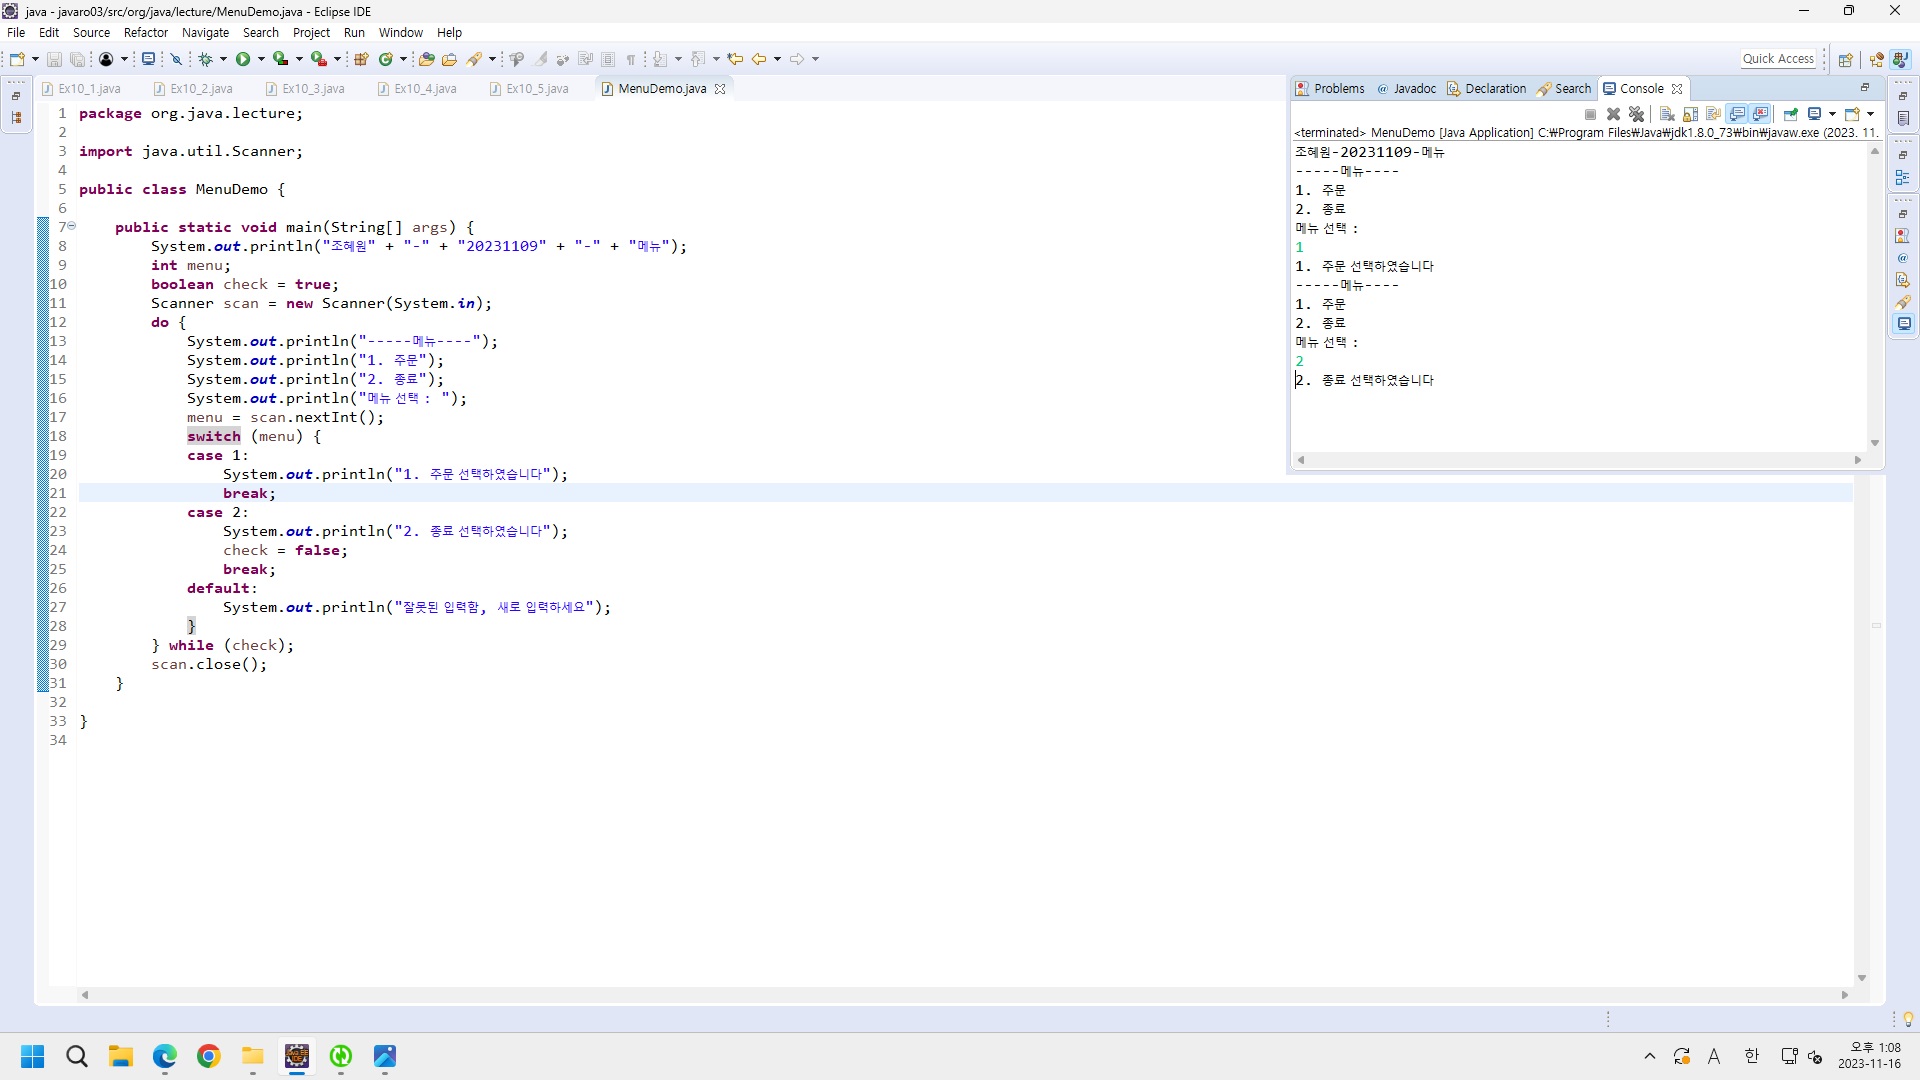 java - javaro03/src/org/java/lecture/MenuDemo.java - Eclipse IDE
File Edit Source Refactor Navigate Search Project Run Window Help
Quick Access
Ex10_1.java Ex10_2.java Ex10_3.java Ex10_4.java Ex10_5.java MenuDemo.java
1 package org.java.lecture;
2
3 import java.util.Scanner;
4
5 public class MenuDemo {
6
7 public static void main(String[] args) {
8 System.out.println("조혜원" + "-" + "20231109" + "-" + "메뉴");
9 int menu;
10 boolean check = true;
11 Scanner scan = new Scanner(System.in);
12 do {
13 System.out.println("-----메뉴----");
14 System.out.println("1. 주문");
15 System.out.println("2. 종료");
16 System.out.println("메뉴 선택 : ");
17 menu = scan.nextInt();
18 switch (menu) {
19 case 1:
20 System.out.println("1. 주문 선택하였습니다");
21 break;
22 case 2:
23 System.out.println("2. 종료 선택하였습니다");
24 check = false;
25 break;
26 default:
27 System.out.println("잘못된 입력함, 새로 입력하세요");
28 }
29 } while (check);
30 scan.close();
31 }
32
33 }
34
Problems Javadoc Declaration Search Console
<terminated> MenuDemo [Java Application] C:₩Program Files₩Java₩jdk1.8.0_73₩bin₩javaw.exe (2023. 11.
조혜원-20231109-메뉴
-----메뉴----
1. 주문
2. 종료
메뉴 선택 :
1
1. 주문 선택하였습니다
-----메뉴----
1. 주문
2. 종료
메뉴 선택 :
2
2. 종료 선택하였습니다
A 한 오후 1:08
2023-11-16